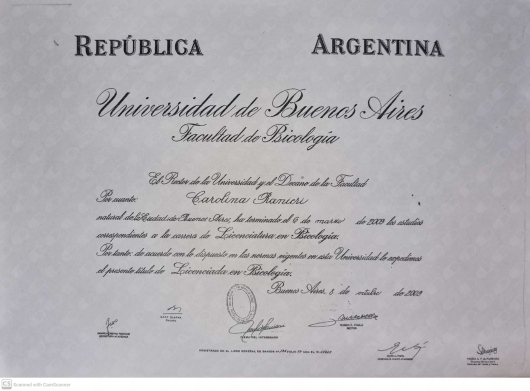 REPÚBLICA ARGENTINA
Universidad de Buenos Aires
Facultad de Psicología
El Rector de la Universidad y el Decano de la Facultad
Por cuanto: Carolina Ranieri
natural de la Ciudad de Buenos Aires, ha terminado el 6 de marzo de 2009 los estudios
correspondientes a la carrera de Licenciatura en Psicología.
Por tanto: de acuerdo con lo dispuesto en las normas vigentes en esta Universidad le expedimos
el presente título de Licenciada en Psicología.
Buenos Aires, 8 de octubre de 2009
Scanned with CamScanner